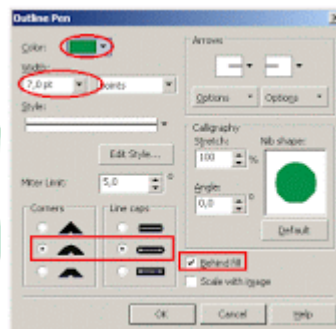 Outline Pen
Color:
Width:
7,0 pt
points
Style:
Edit Style...
Miter Limit: 5,0 °
Corners
Line caps
Arrows
Options
Options
Calligraphy
Stretch:
Nib shape:
100 %
Angle:
0,0 °
Default
Behind fill
Scale with image
OK
Cancel
Help